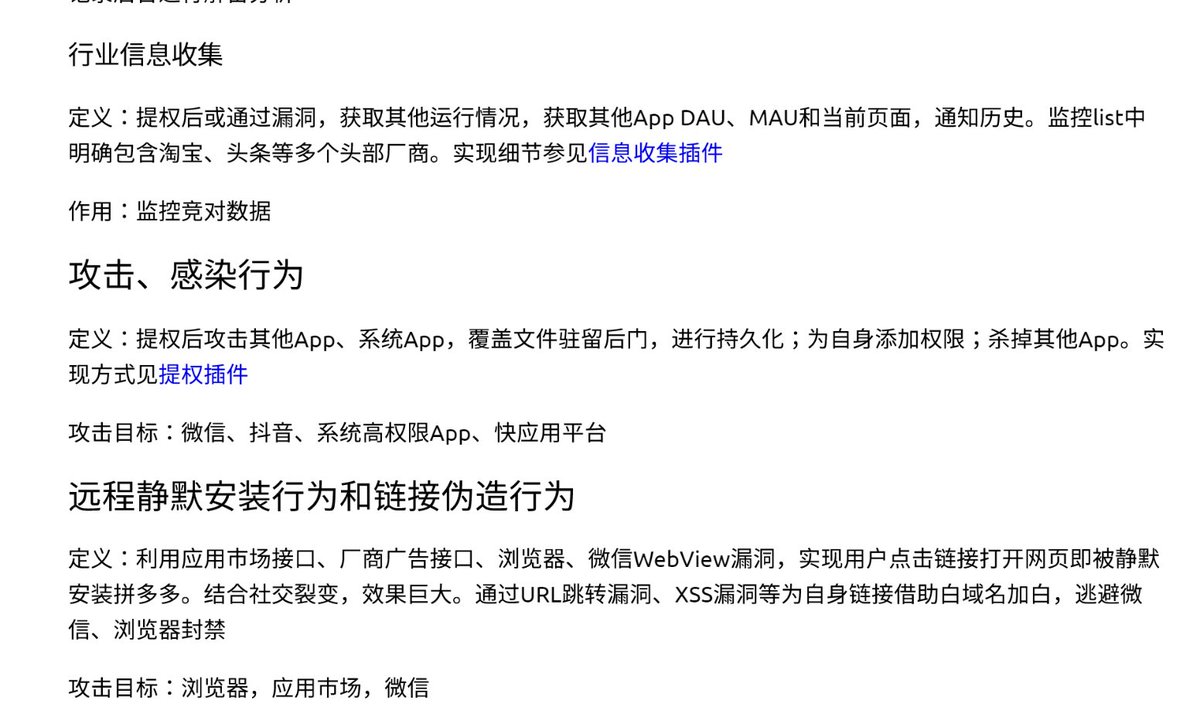 行业信息收集
定义：提权后或通过漏洞，获取其他运行情况，获取其他App DAU、MAU和当前页面，通知历史。监控list中
明确包含淘宝、头条等多个头部厂商。实现细节参见信息收集插件
作用：监控竞对数据
攻击、感染行为
定义：提权后攻击其他App、系统App，覆盖文件驻留后门，进行持久化；为自身添加权限；杀掉其他App。实
现方式见提权插件
攻击目标：微信、抖音、系统高权限App、快应用平台
远程静默安装行为和链接伪造行为
定义：利用应用市场接口、厂商广告接口、浏览器、微信WebView漏洞，实现用户点击链接打开网页即被静默
安装拼多多。结合社交裂变，效果巨大。通过URL跳转漏洞、XSS漏洞等为自身链接借助白域名加白，逃避微
信、浏览器封禁
攻击目标：浏览器，应用市场，微信